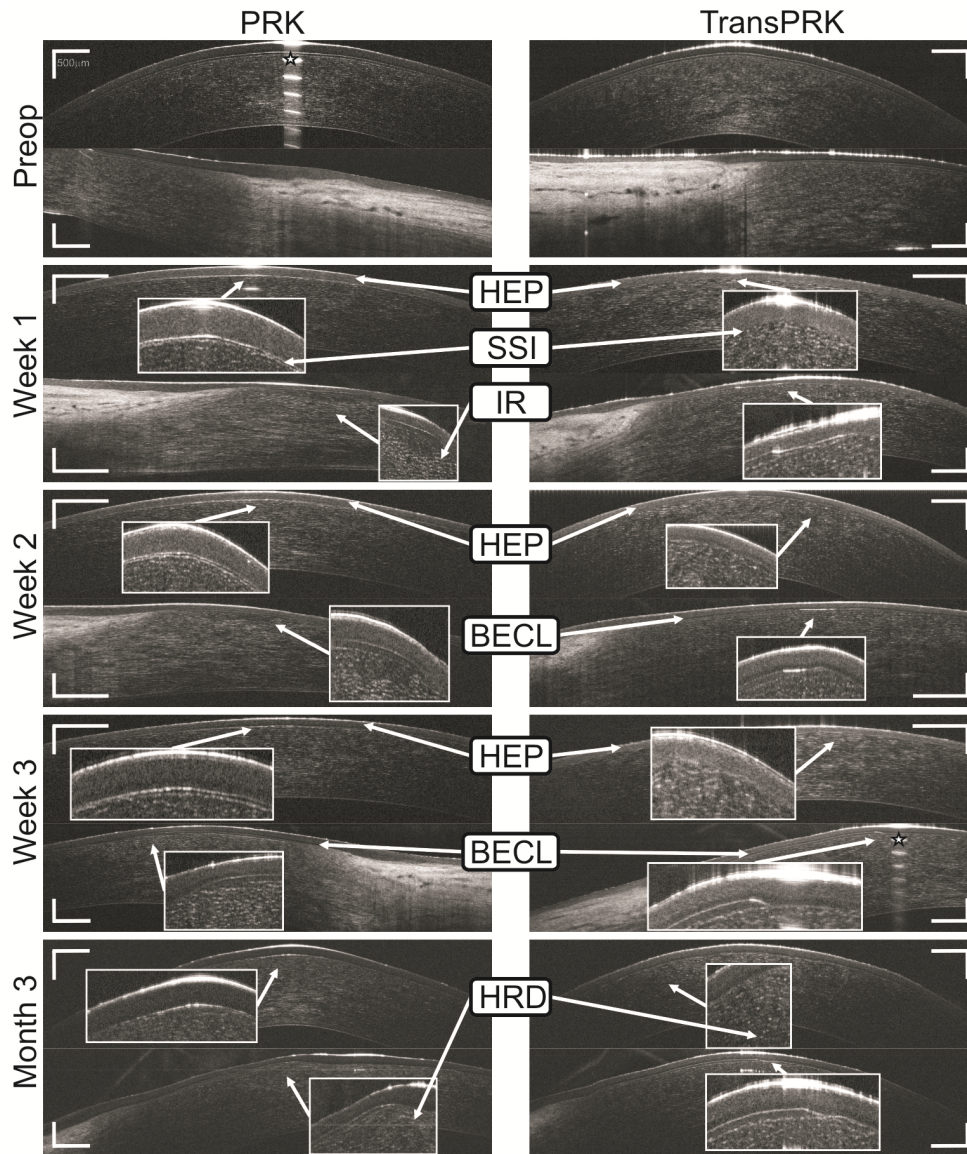 PRK
TransPRK
Preop
500µm
Week 1
HEP
SSI
IR
Week 2
HEP
BECL
Week 3
HEP
BECL
Month 3
HRD